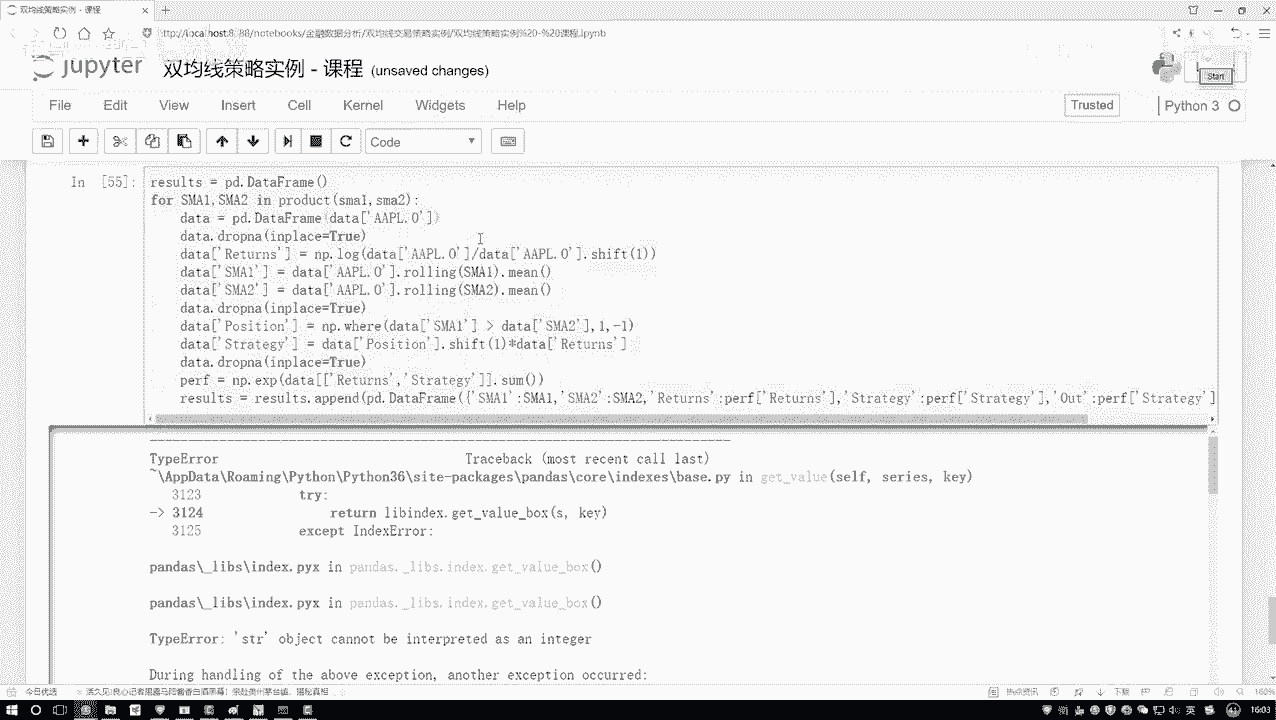 双均线策略实例 - 课程
ttp://localhost:8888/notebooks/金融数据分析/双均线交易策略实例/双均线策略实例%20-%20课程.ipynb
jupyter 双均线策略实例 - 课程 (unsaved changes)
Start
File Edit View Insert Cell Kernel Widgets Help
Trusted
Python 3
Code
In [55]:
results = pd.DataFrame()
for SMA1,SMA2 in product(sma1,sma2):
data = pd.DataFrame(data['AAPL.O'])
data.dropna(inplace=True)
data['Returns'] = np.log(data['AAPL.O']/data['AAPL.O'].shift(1))
data['SMA1'] = data['AAPL.O'].rolling(SMA1).mean()
data['SMA2'] = data['AAPL.O'].rolling(SMA2).mean()
data.dropna(inplace=True)
data['Position'] = np.where(data['SMA1'] > data['SMA2'],1,-1)
data['Strategy'] = data['Position'].shift(1)*data['Returns']
data.dropna(inplace=True)
perf = np.exp(data[['Returns','Strategy']].sum())
results = results.append(pd.DataFrame({'SMA1':SMA1,'SMA2':SMA2,'Returns':perf['Returns'],'Strategy':perf['Strategy'],'Out':perf['Strategy']
TypeError Traceback (most recent call last)
~\AppData\Roaming\Python\Python36\site-packages\pandas\core\indexes\base.py in get_value(self, series, key)
3123 try:
-> 3124 return libindex.get_value_box(s, key)
3125 except IndexError:
pandas\_libs\index.pyx in pandas._libs.index.get_value_box()
pandas\_libs\index.pyx in pandas._libs.index.get_value_box()
TypeError: 'str' object cannot be interpreted as an integer
During handling of the above exception, another exception occurred:
今日优选
热点资讯
下载
160%
英
16:03